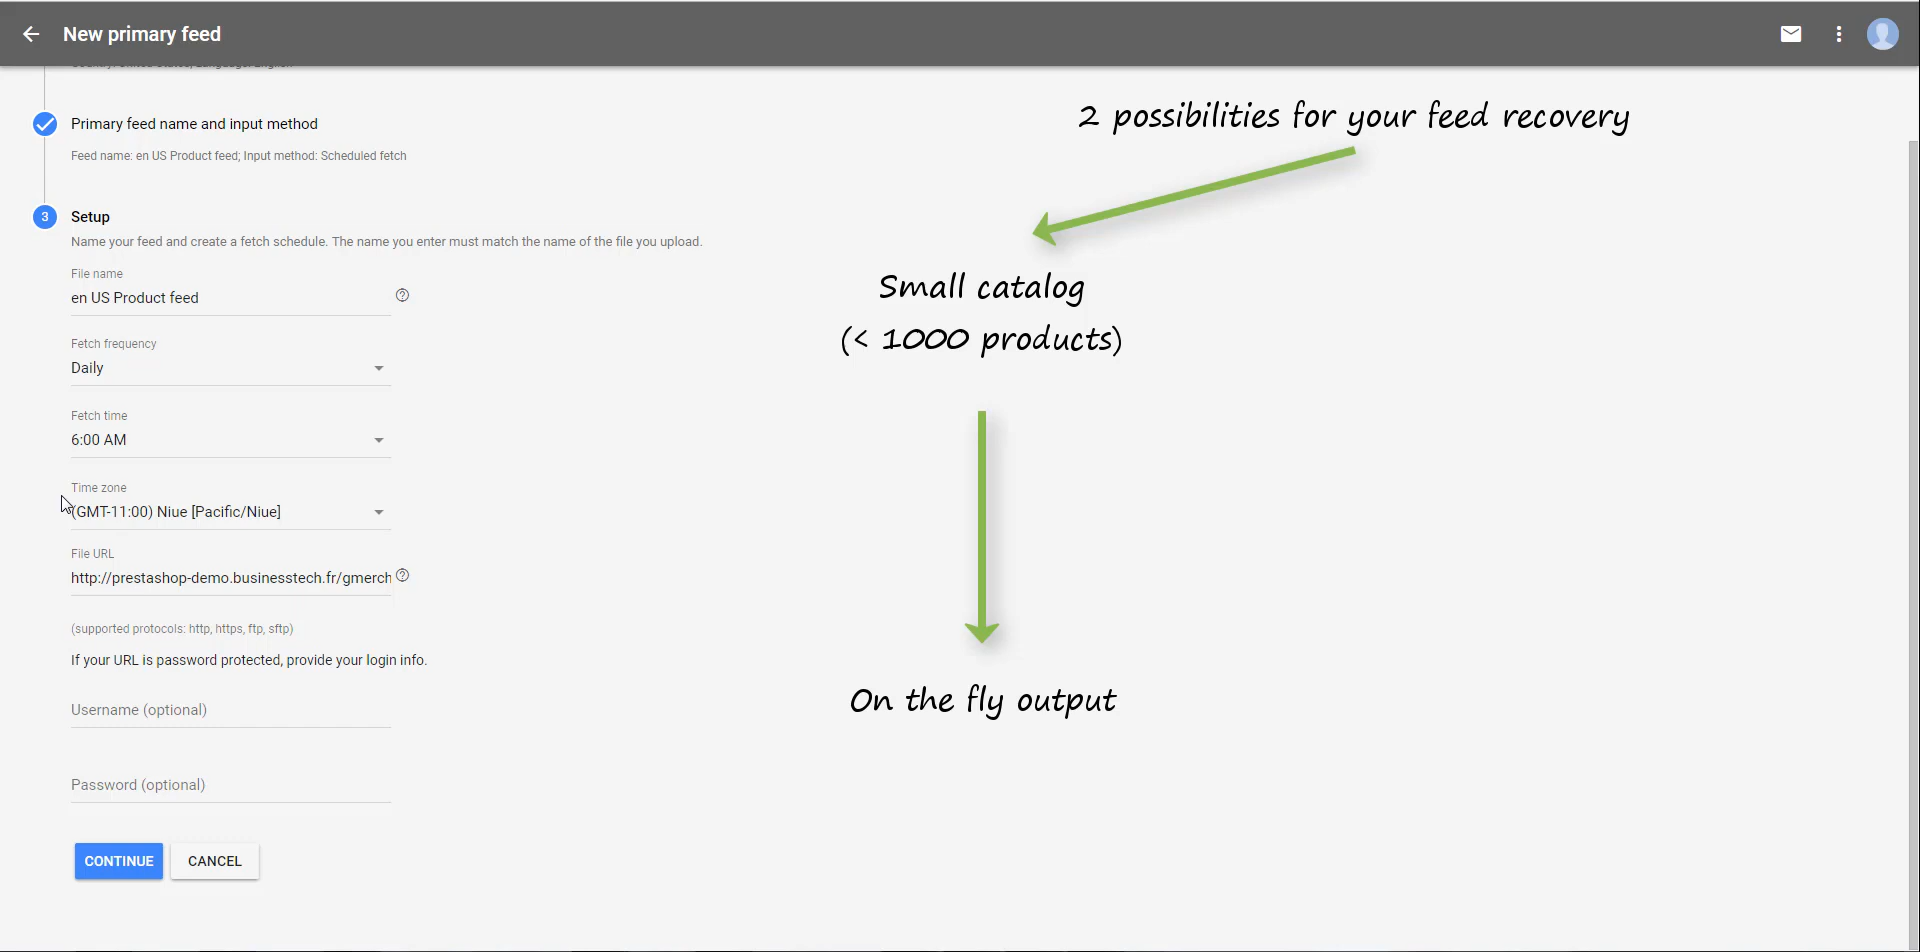 New primary feed
Country: United States; Language: English
Primary feed name and input method
Feed name: en US Product feed; Input method: Scheduled fetch
3
Setup
Name your feed and create a fetch schedule. The name you enter must match the name of the file you upload.
File name
en US Product feed
Fetch frequency
Daily
Fetch time
6:00 AM
Time zone
(GMT-11:00) Niue [Pacific/Niue]
File URL
http://prestashop-demo.businesstech.fr/gmerch
(supported protocols: http, https, ftp, sftp)
If your URL is password protected, provide your login info.
Username (optional)
Password (optional)
CONTINUE
CANCEL
2 possibilities for your feed recovery
Small catalog
(< 1000 products)
On the fly output